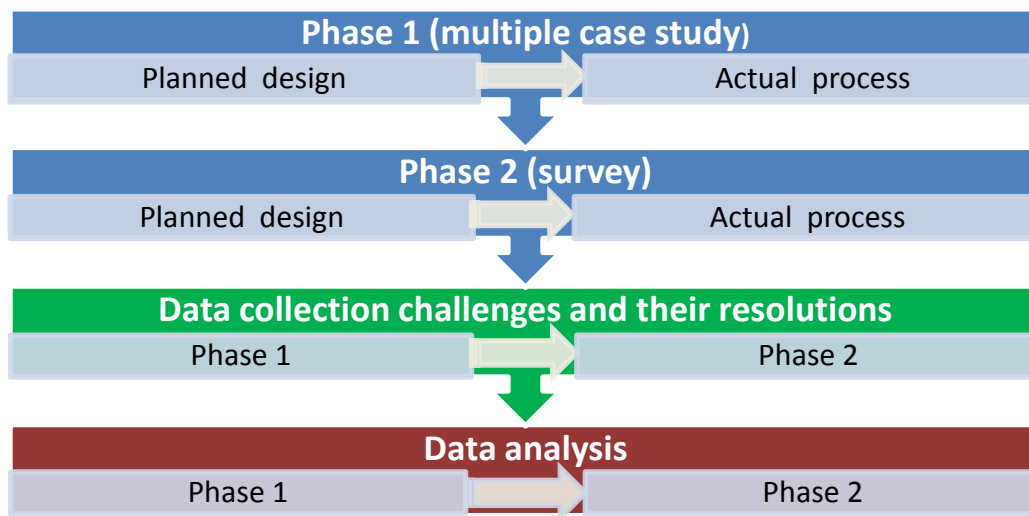 Phase 1 (multiple case study)
Planned design
Actual process
Phase 2 (survey)
Planned design
Actual process
Data collection challenges and their resolutions
Phase 1
Phase 2
Data analysis
Phase 1
Phase 2